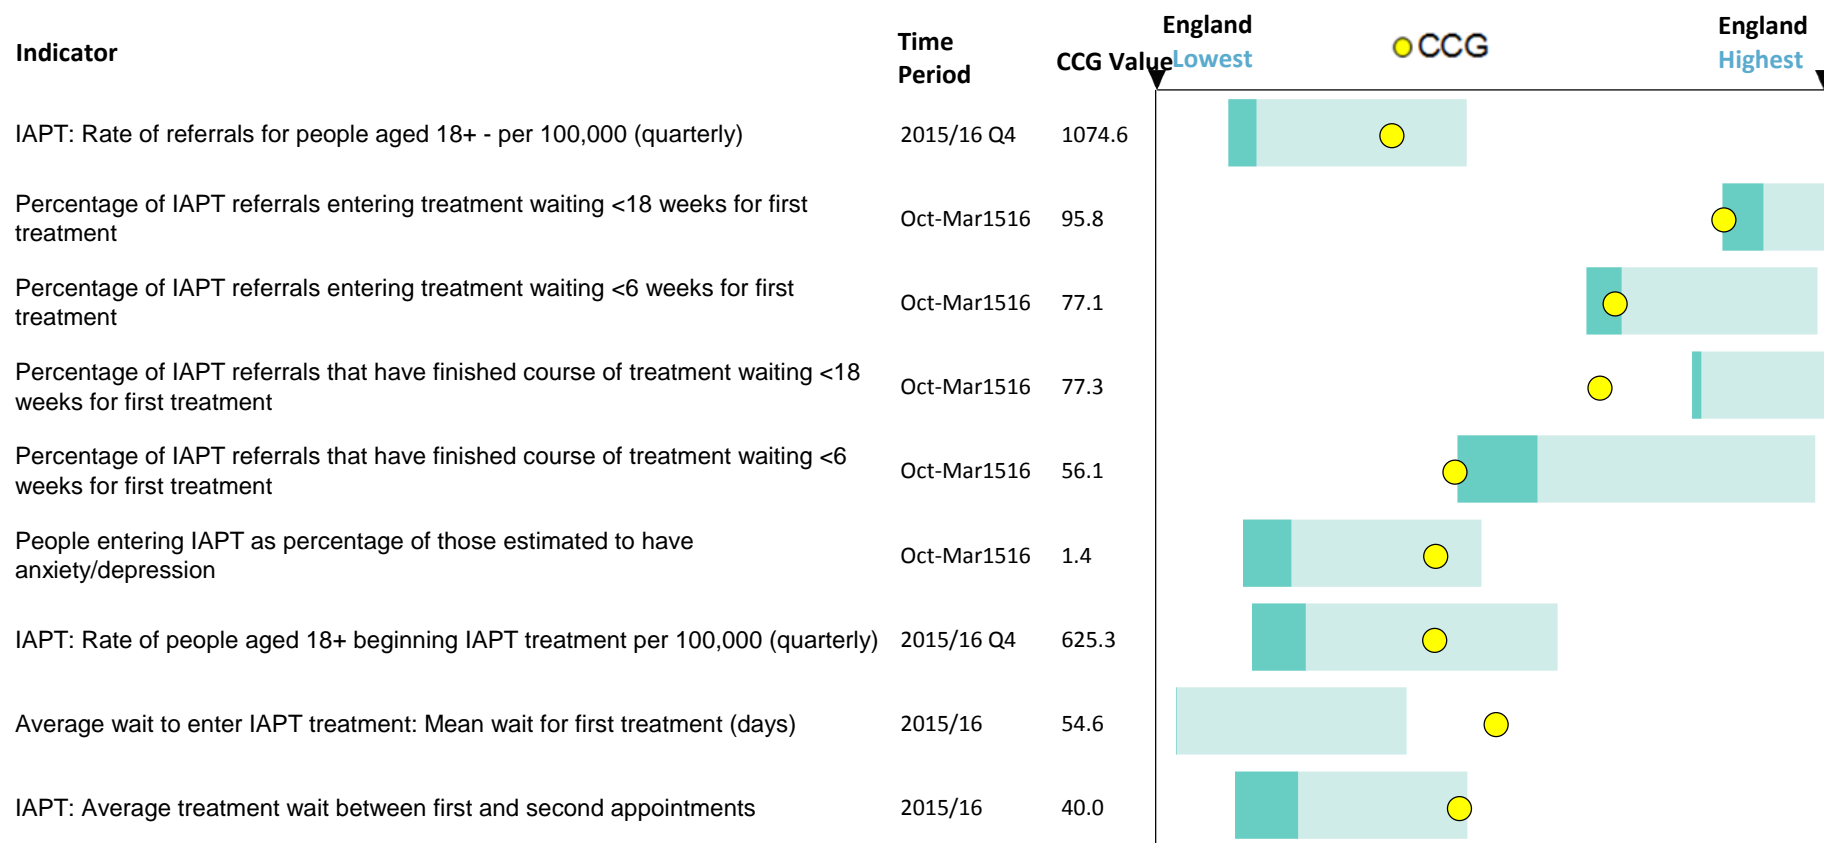 Indicator
Time
Period
CCG Value
England
Lowest
CCG
England
Highest
IAPT: Rate of referrals for people aged 18+ - per 100,000 (quarterly) 2015/16 Q4 1074.6
Percentage of IAPT referrals entering treatment waiting <18 weeks for first
treatment
Oct-Mar1516 95.8
Percentage of IAPT referrals entering treatment waiting <6 weeks for first
treatment
Oct-Mar1516 77.1
Percentage of IAPT referrals that have finished course of treatment waiting <18
weeks for first treatment
Oct-Mar1516 77.3
Percentage of IAPT referrals that have finished course of treatment waiting <6
weeks for first treatment
Oct-Mar1516 56.1
People entering IAPT as percentage of those estimated to have
anxiety/depression
Oct-Mar1516 1.4
IAPT: Rate of people aged 18+ beginning IAPT treatment per 100,000 (quarterly) 2015/16 Q4 625.3
Average wait to enter IAPT treatment: Mean wait for first treatment (days) 2015/16 54.6
IAPT: Average treatment wait between first and second appointments 2015/16 40.0